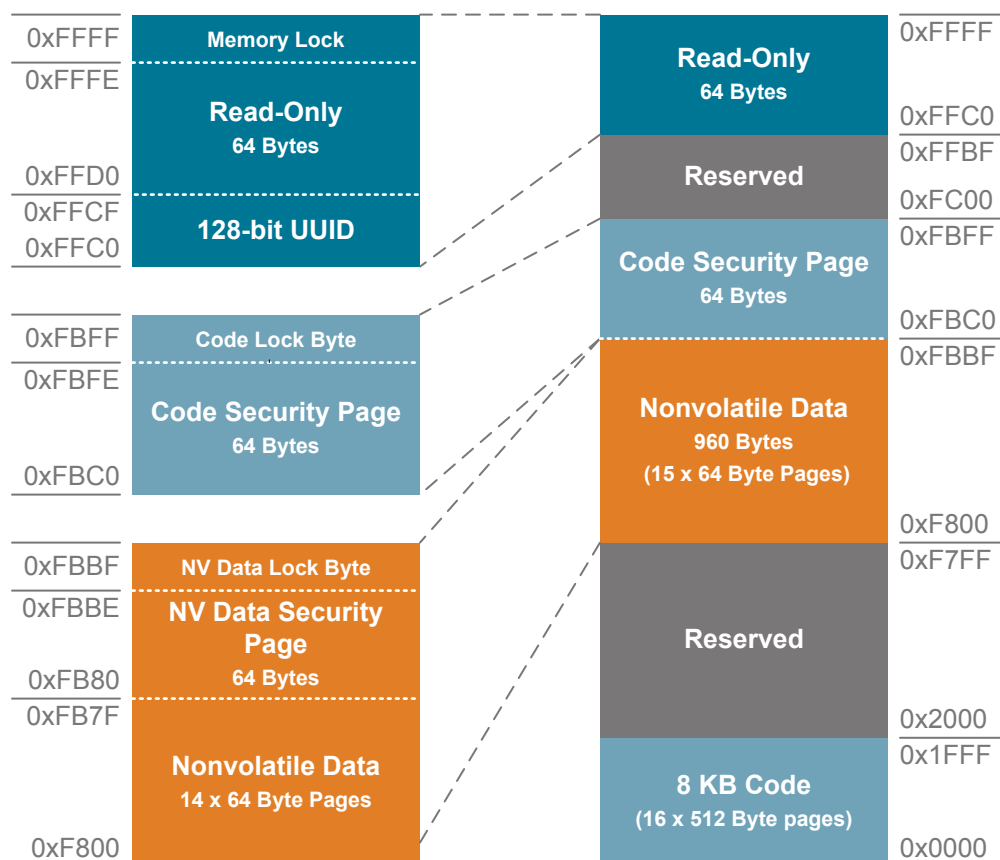 0xFFFF
Memory Lock
0xFFFE
Read-Only
64 Bytes
0xFFD0
0xFFCF
128-bit UUID
0xFFC0
0xFBFF
Code Lock Byte
0xFBFE
Code Security Page
64 Bytes
0xFBC0
0xFBBF
NV Data Lock Byte
0xFBBE
NV Data Security
Page
64 Bytes
0xFB80
0xFB7F
Nonvolatile Data
14 x 64 Byte Pages
0xF800
0xFFFF
Read-Only
64 Bytes
0xFFC0
0xFFBF
Reserved
0xFC00
0xFBFF
Code Security Page
64 Bytes
0xFBC0
0xFBBF
Nonvolatile Data
960 Bytes
(15 x 64 Byte Pages)
0xF800
0xF7FF
Reserved
0x2000
0x1FFF
8 KB Code
(16 x 512 Byte pages)
0x0000